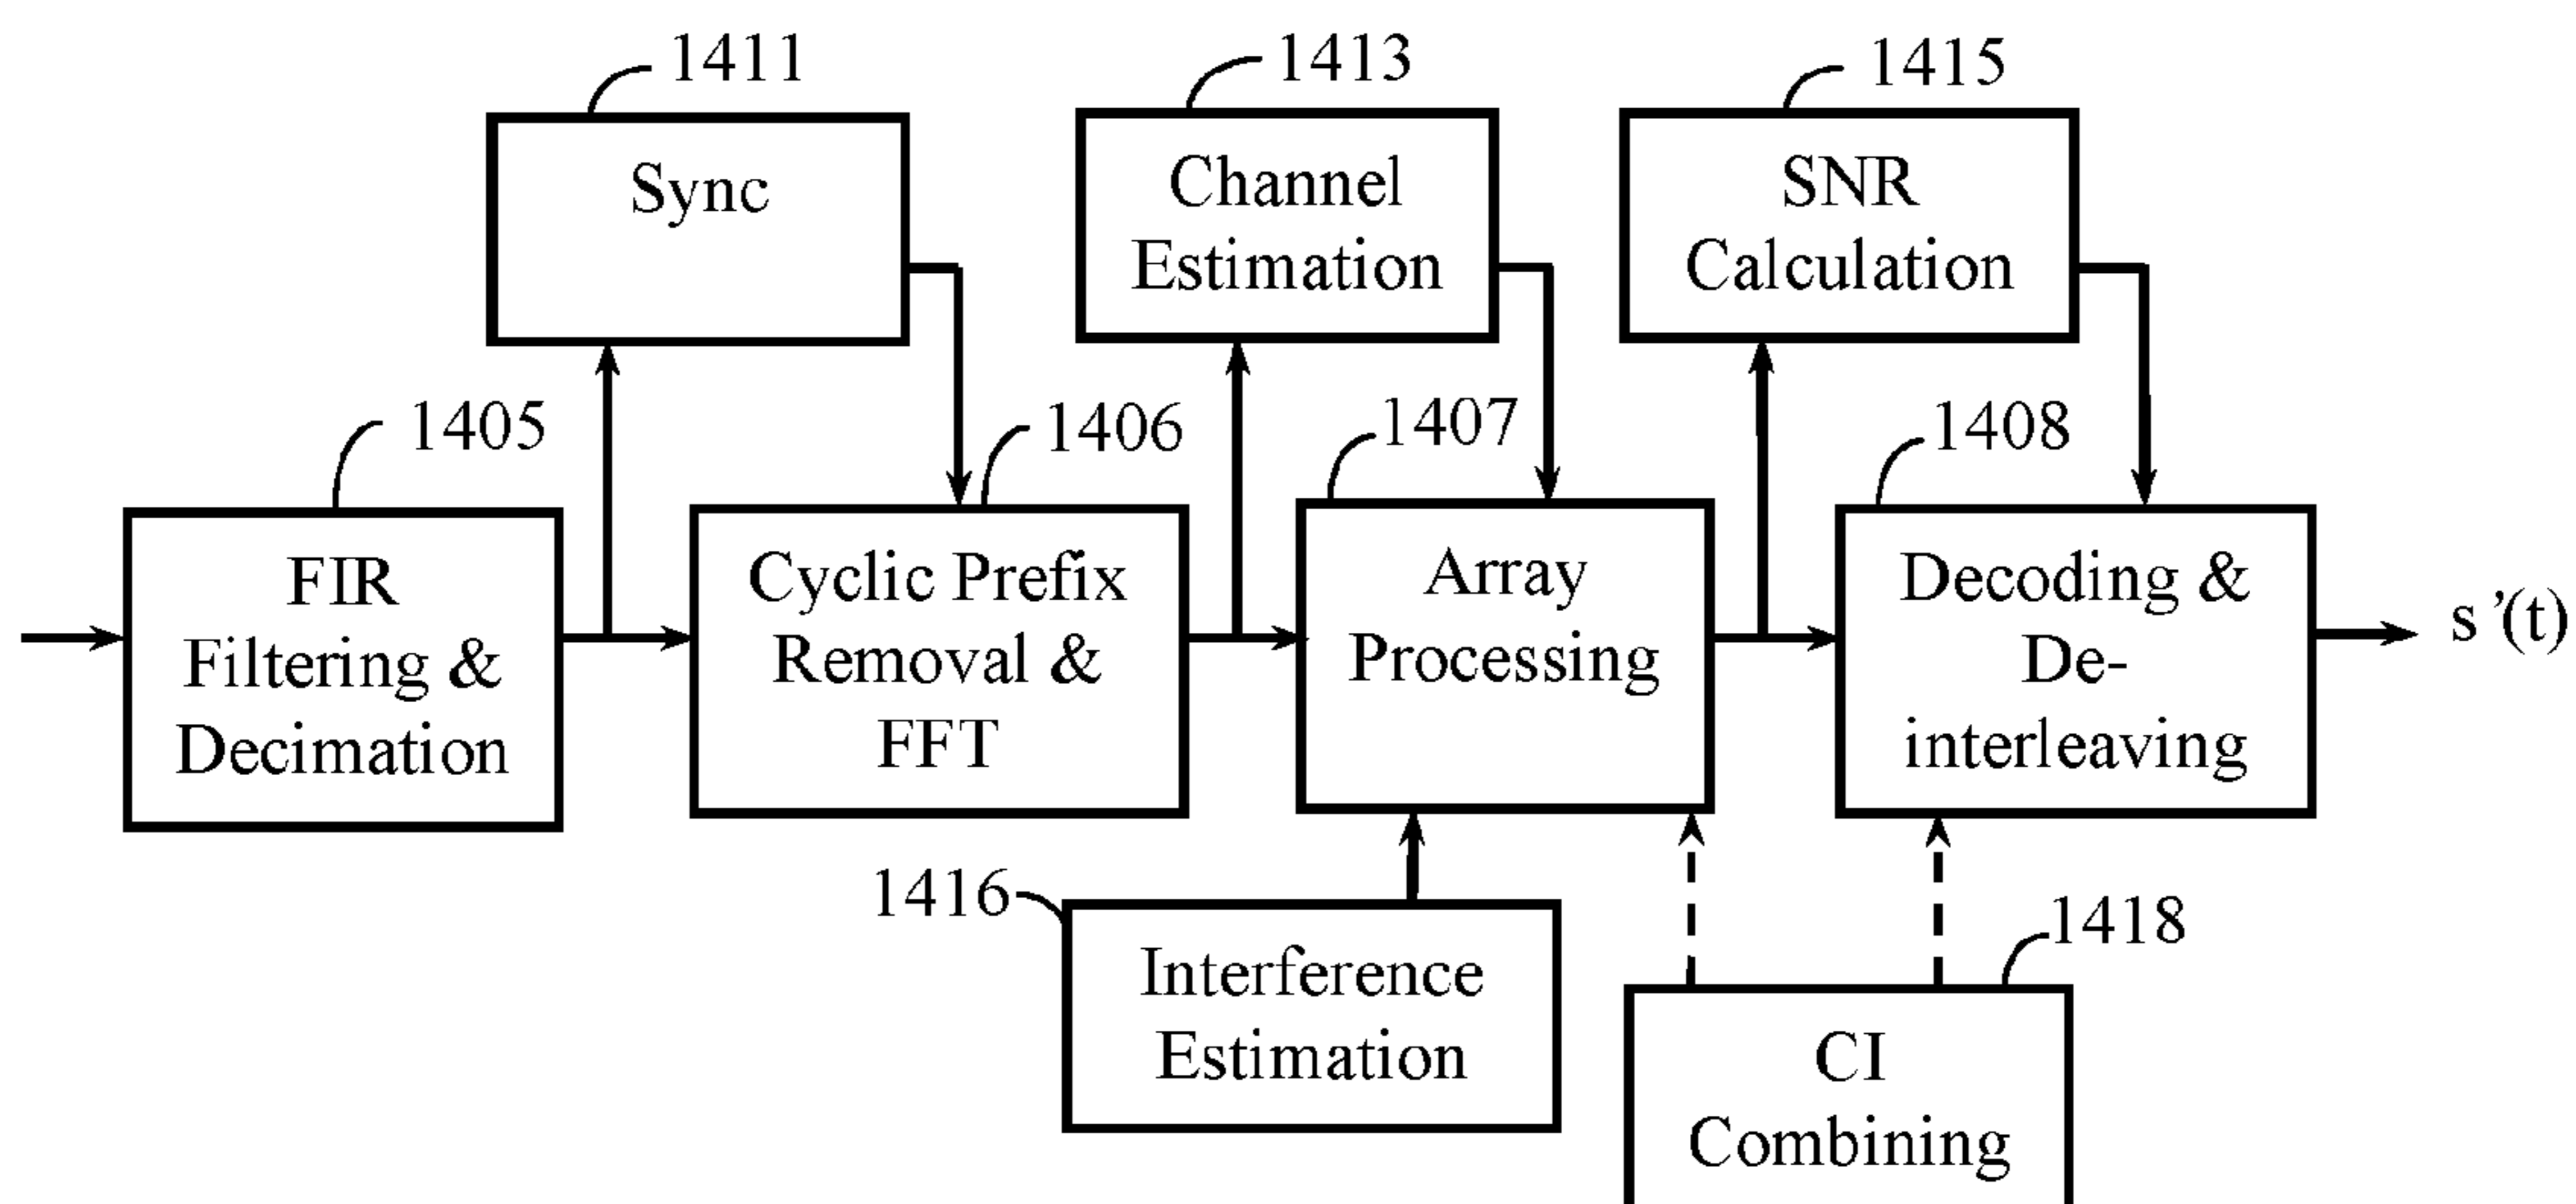 1411
1413
1415
Sync
Channel
Estimation
SNR
Calculation
1405
1406
1407
1408
FIR
Filtering &
Decimation
Cyclic Prefix
Removal &
FFT
Array
Processing
Decoding &
De-
interleaving
s’(t)
1416
Interference
Estimation
1418
CI
Combining